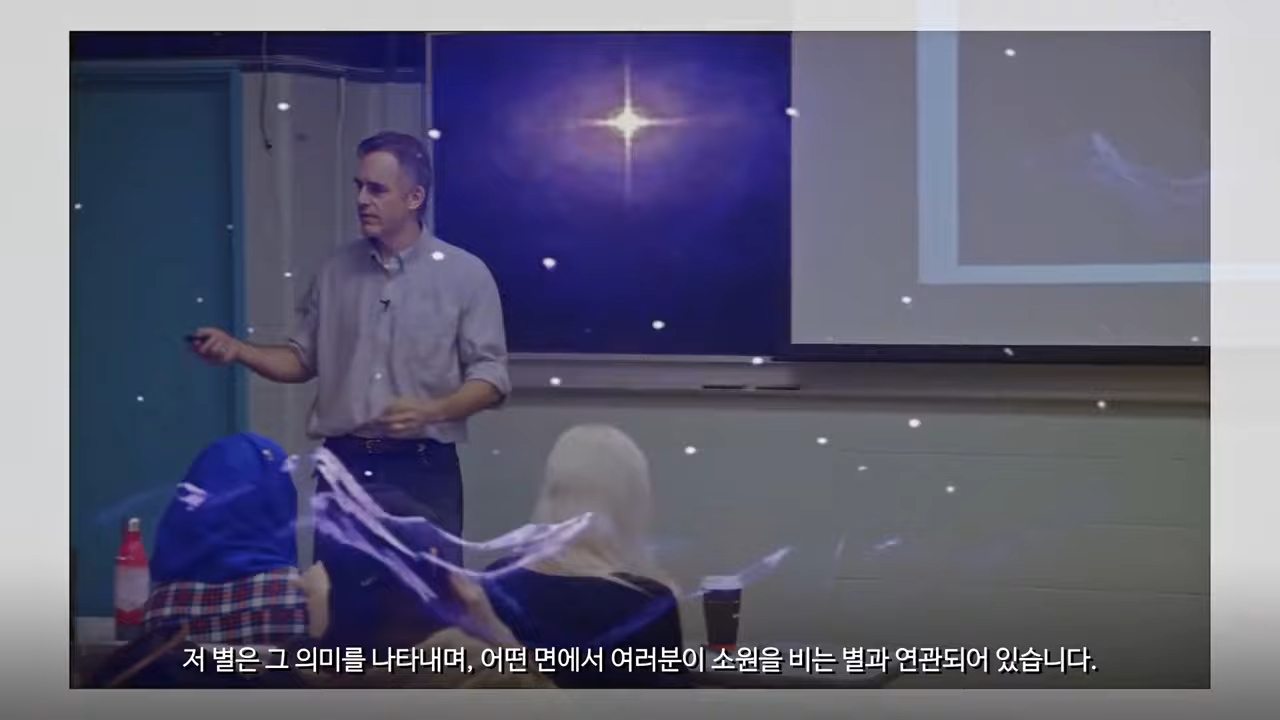 저 별은 그 의미를 나타내며, 어떤 면에서 여러분이 소원을 비는 별과 연관되어 있습니다.